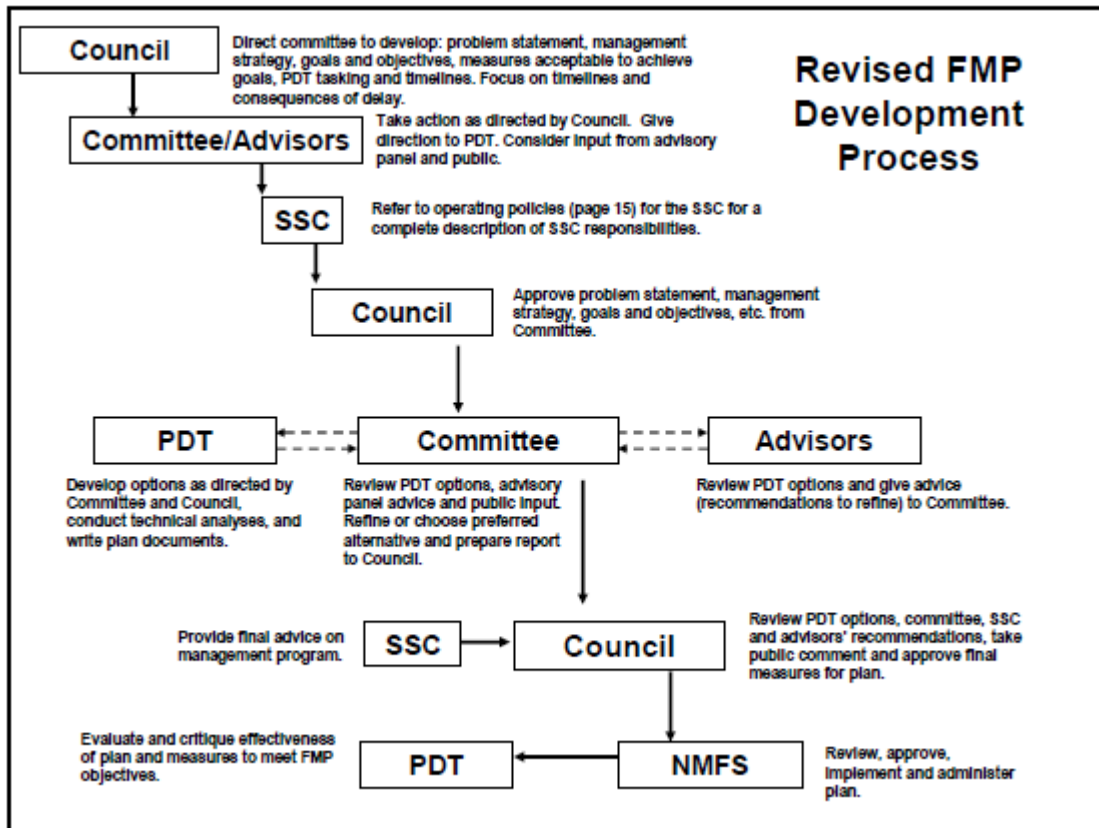 Council
Direct committee to develop: problem statement, management
strategy, goals and objectives, measures acceptable to achieve
goals, PDT tasking and timelines. Focus on timelines and
consequences of delay.
Revised FMP
Development
Process
Committee/Advisors
Take action as directed by Council. Give
direction to PDT. Consider input from advisory
panel and public.
SSC
Refer to operating policies (page 15) for the SSC for a
complete description of SSC responsibilities.
Council
Approve problem statement, management
strategy, goals and objectives, etc. from
Committee.
PDT
Committee
Advisors
Develop options as directed by
Committee and Council,
conduct technical analyses, and
write plan documents.
Review PDT options, advisory
panel advice and public input.
Refine or choose preferred
alternative and prepare report
to Council.
Review PDT options and give advice
(recommendations to refine) to Committee.
Provide final advice on
management program.
SSC
Council
Review PDT options, committee, SSC
and advisors' recommendations, take
public comment and approve final
measures for plan.
Evaluate and critique effectiveness
of plan and measures to meet FMP
objectives.
PDT
NMFS
Review, approve,
implement and administer
plan.